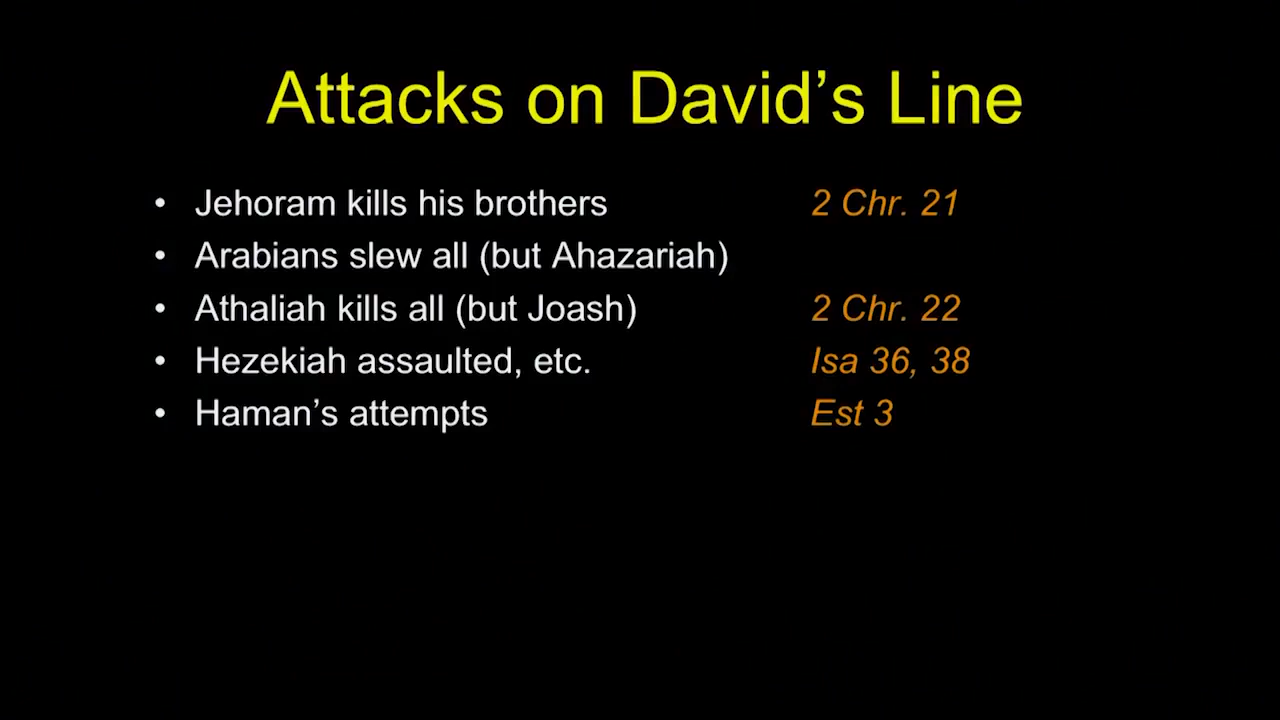 Attacks on David’s Line
• Jehoram kills his brothers 2 Chr. 21
• Arabians slew all (but Ahazariah)
• Athaliah kills all (but Joash) 2 Chr. 22
• Hezekiah assaulted, etc. Isa 36, 38
• Haman’s attempts Est 3